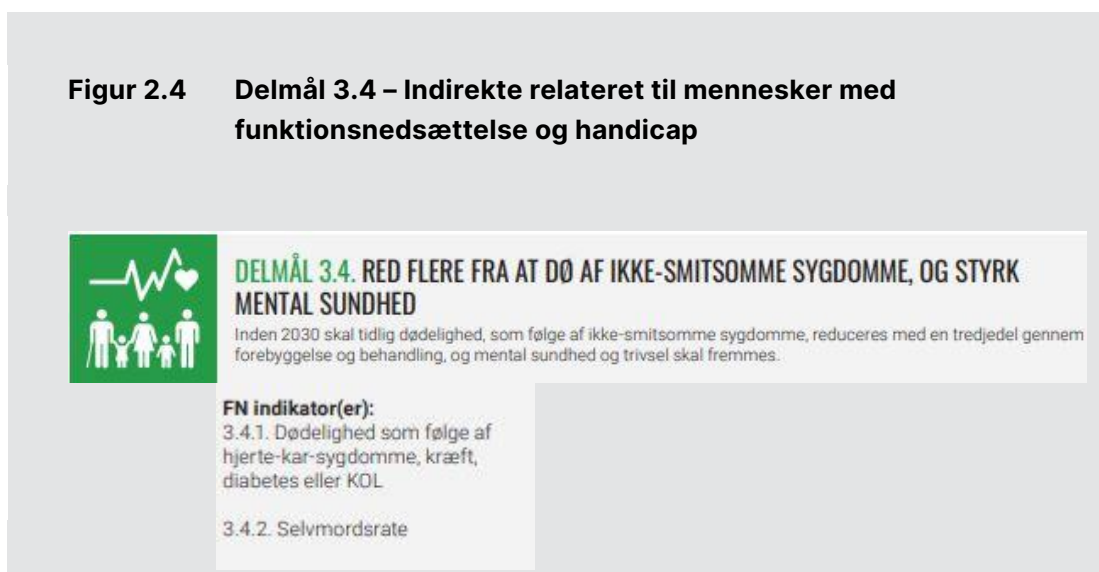 Figur 2.4 Delmål 3.4 – Indirekte relateret til mennesker med
funktionsnedsættelse og handicap
DELMÅL 3.4. RED FLERE FRA AT DØ AF IKKE-SMITSOMME SYGDOMME, OG STYRK
MENTAL SUNDHED
Inden 2030 skal tidlig dødelighed, som følge af ikke-smitsomme sygdomme, reduceres med en tredjedel gennem
forebyggelse og behandling, og mental sundhed og trivsel skal fremmes.
FN indikator(er):
3.4.1. Dødelighed som følge af
hjerte-kar-sygdomme, kræft,
diabetes eller KOL
3.4.2. Selvmordsrate